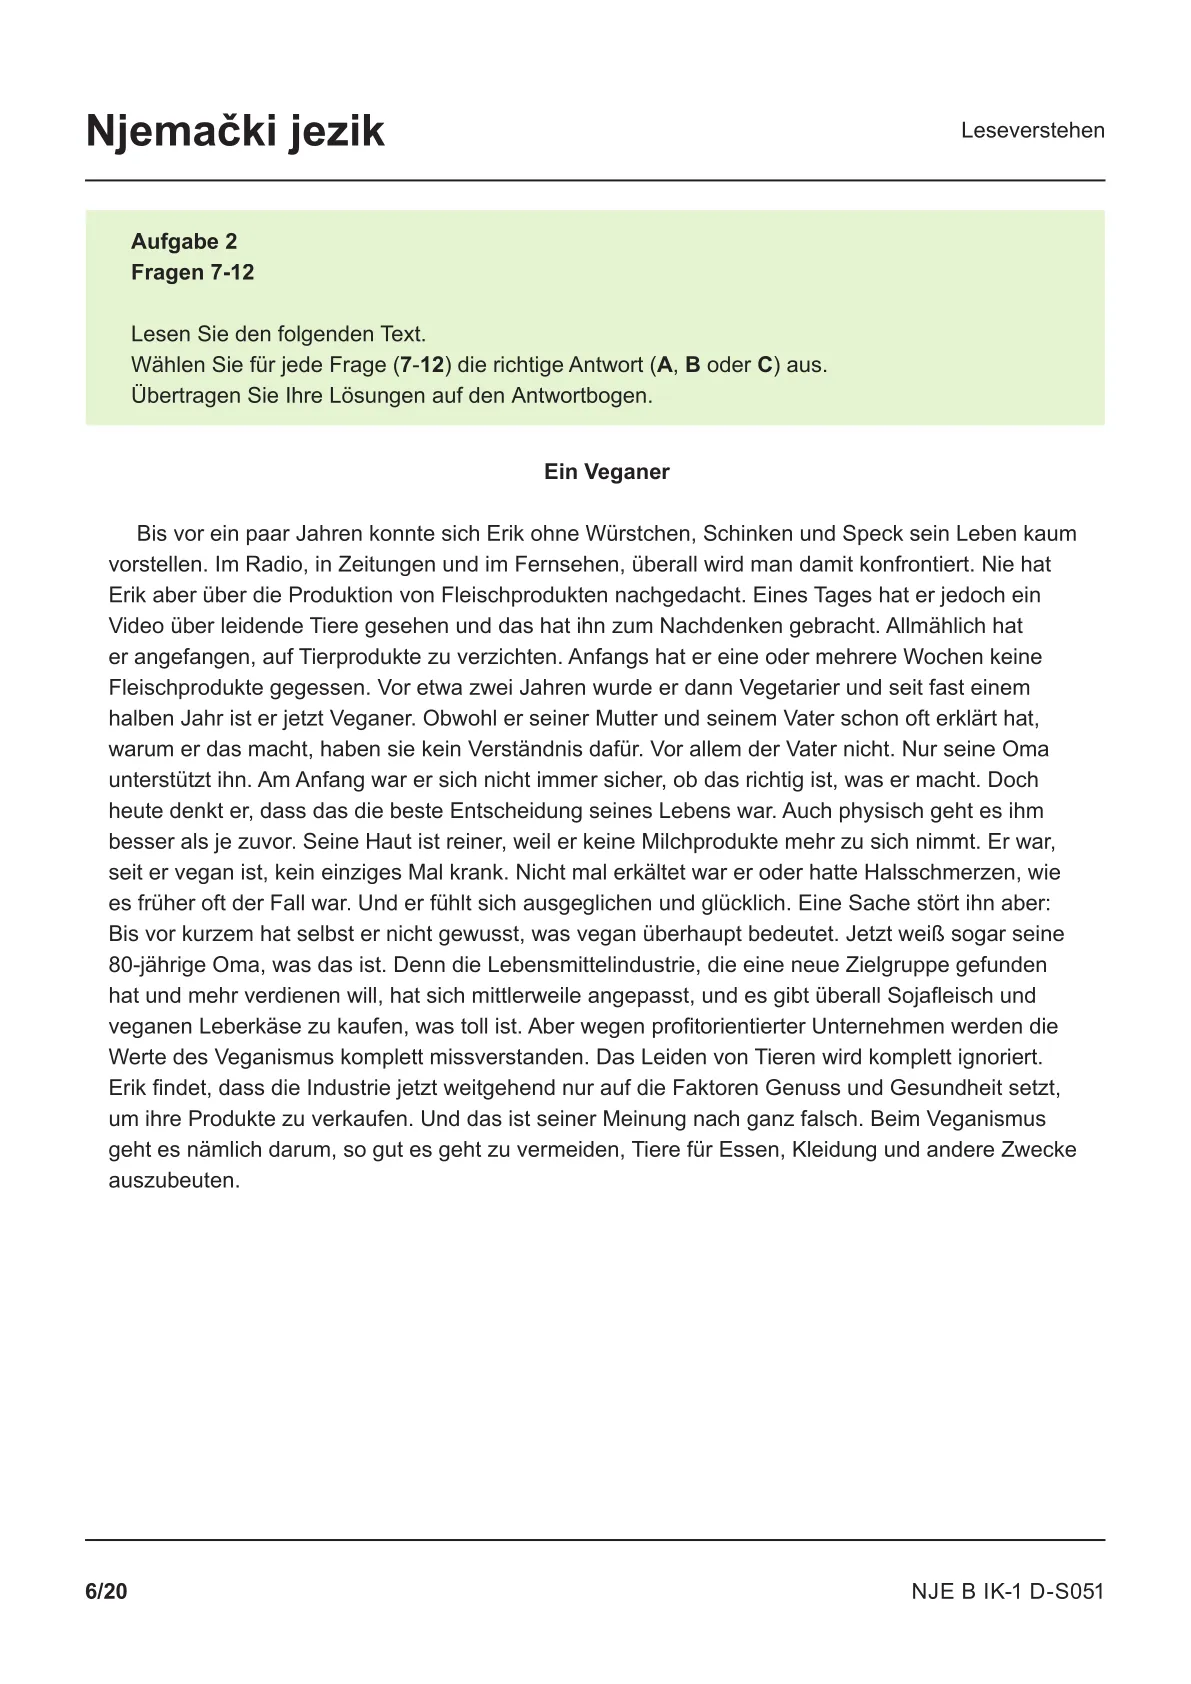 Njemački jezik
Leseverstehen
Aufgabe 2
Fragen 7-12
Lesen Sie den folgenden Text.
Wählen Sie für jede Frage (7-12) die richtige Antwort (A, B oder C) aus.
Übertragen Sie Ihre Lösungen auf den Antwortbogen.
Ein Veganer
Bis vor ein paar Jahren konnte sich Erik ohne Würstchen, Schinken und Speck sein Leben kaum
vorstellen. Im Radio, in Zeitungen und im Fernsehen, überall wird man damit konfrontiert. Nie hat
Erik aber über die Produktion von Fleischprodukten nachgedacht. Eines Tages hat er jedoch ein
Video über leidende Tiere gesehen und das hat ihn zum Nachdenken gebracht. Allmählich hat
er angefangen, auf Tierprodukte zu verzichten. Anfangs hat er eine oder mehrere Wochen keine
Fleischprodukte gegessen. Vor etwa zwei Jahren wurde er dann Vegetarier und seit fast einem
halben Jahr ist er jetzt Veganer. Obwohl er seiner Mutter und seinem Vater schon oft erklärt hat,
warum er das macht, haben sie kein Verständnis dafür. Vor allem der Vater nicht. Nur seine Oma
unterstützt ihn. Am Anfang war er sich nicht immer sicher, ob das richtig ist, was er macht. Doch
heute denkt er, dass das die beste Entscheidung seines Lebens war. Auch physisch geht es ihm
besser als je zuvor. Seine Haut ist reiner, weil er keine Milchprodukte mehr zu sich nimmt. Er war,
seit er vegan ist, kein einziges Mal krank. Nicht mal erkältet war er oder hatte Halsschmerzen, wie
es früher oft der Fall war. Und er fühlt sich ausgeglichen und glücklich. Eine Sache stört ihn aber:
Bis vor kurzem hat selbst er nicht gewusst, was vegan überhaupt bedeutet. Jetzt weiß sogar seine
80-jährige Oma, was das ist. Denn die Lebensmittelindustrie, die eine neue Zielgruppe gefunden
hat und mehr verdienen will, hat sich mittlerweile angepasst, und es gibt überall Sojafleisch und
veganen Leberkäse zu kaufen, was toll ist. Aber wegen profitorientierter Unternehmen werden die
Werte des Veganismus komplett missverstanden. Das Leiden von Tieren wird komplett ignoriert.
Erik findet, dass die Industrie jetzt weitgehend nur auf die Faktoren Genuss und Gesundheit setzt,
um ihre Produkte zu verkaufen. Und das ist seiner Meinung nach ganz falsch. Beim Veganismus
geht es nämlich darum, so gut es geht zu vermeiden, Tiere für Essen, Kleidung und andere Zwecke
auszubeuten.
6/20
NJE B IK-1 D-S051